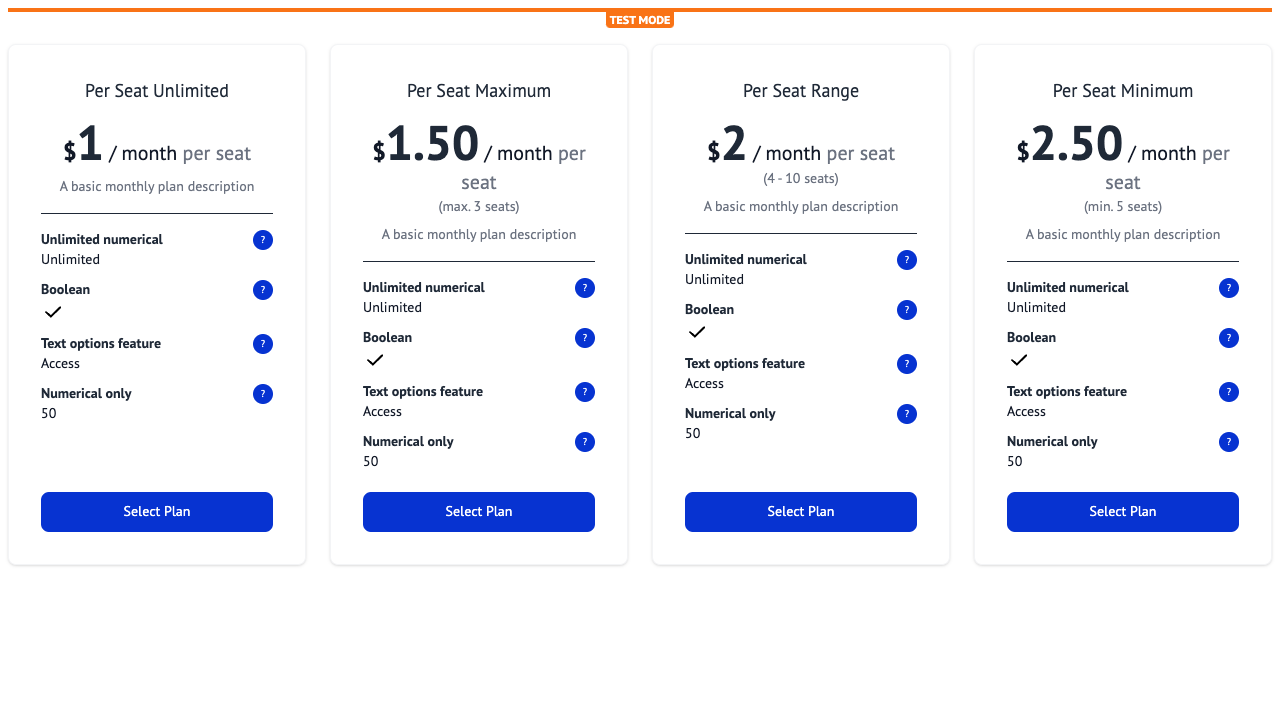 TEST MODE
Per Seat Unlimited
$1 / month per seat
A basic monthly plan description
Unlimited numerical ?
Unlimited
Boolean ?
Text options feature ?
Access
Numerical only ?
50
Select Plan
Per Seat Maximum
$1.50 / month per
seat
(max. 3 seats)
A basic monthly plan description
Unlimited numerical ?
Unlimited
Boolean ?
Text options feature ?
Access
Numerical only ?
50
Select Plan
Per Seat Range
$2 / month per seat
(4 - 10 seats)
A basic monthly plan description
Unlimited numerical ?
Unlimited
Boolean ?
Text options feature ?
Access
Numerical only ?
50
Select Plan
Per Seat Minimum
$2.50 / month per
seat
(min. 5 seats)
A basic monthly plan description
Unlimited numerical ?
Unlimited
Boolean ?
Text options feature ?
Access
Numerical only ?
50
Select Plan